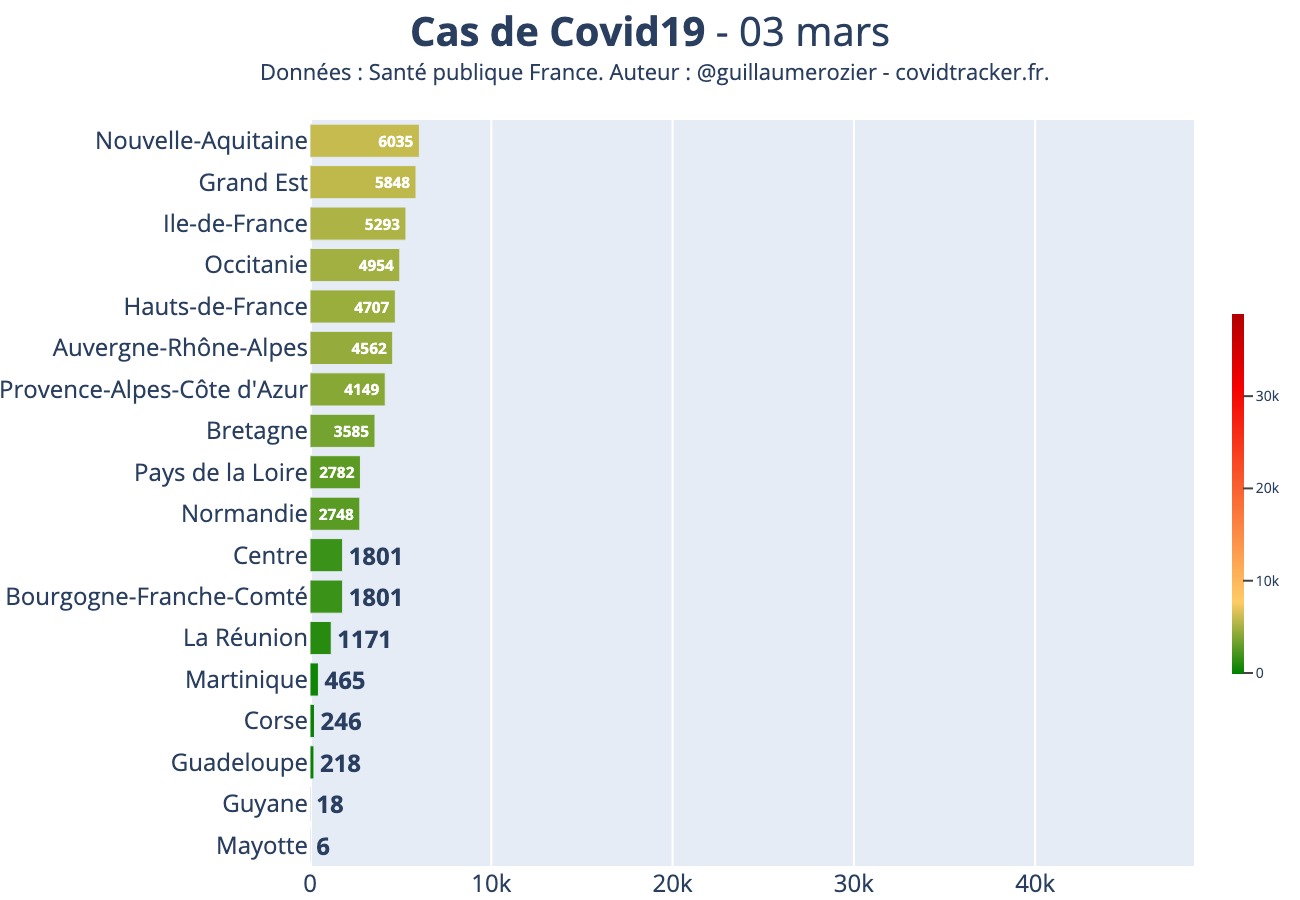 Cas de Covid19 - 03 mars
Données : Santé publique France. Auteur : @guillaumerozier - covidtracker.fr.
Nouvelle-Aquitaine 6035
Grand Est 5848
Ile-de-France 5293
Occitanie 4954
Hauts-de-France 4707
Auvergne-Rhône-Alpes 4562
Provence-Alpes-Côte d'Azur 4149
Bretagne 3585
Pays de la Loire 2782
Normandie 2748
Centre 1801
Bourgogne-Franche-Comté 1801
La Réunion 1171
Martinique 465
Corse 246
Guadeloupe 218
Guyane 18
Mayotte 6
0 10k 20k 30k 40k
30k
20k
10k
0